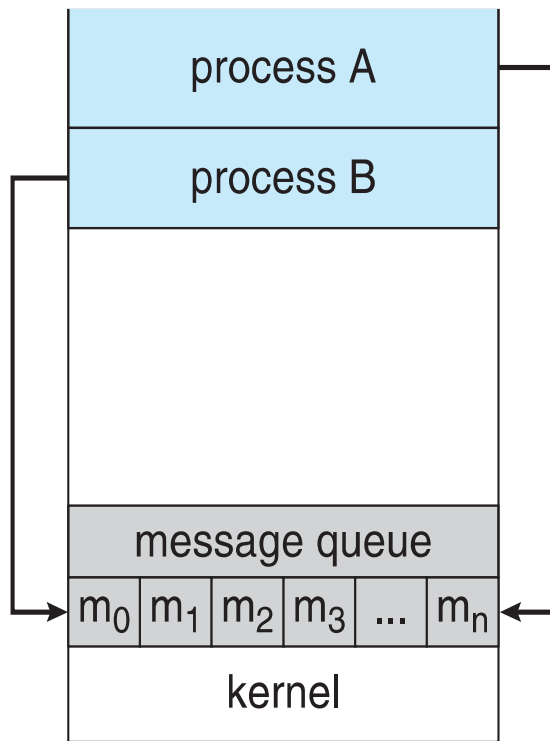 process A
process B
message queue
m₀ m₁ m₂ m₃ ... mₙ
kernel